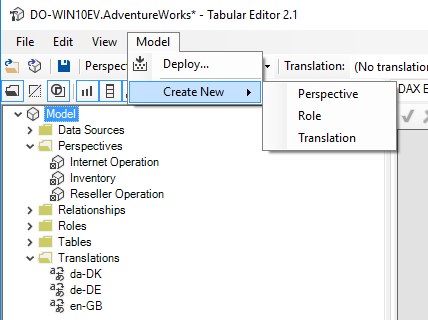 DO-WIN10EV.AdventureWorks* - Tabular Editor 2.1
File Edit View Model
Deploy...
Create New
Perspective
Role
Translation
Perspec
Translation: (No translation
DAX E
Model
Data Sources
Perspectives
Internet Operation
Inventory
Reseller Operation
Relationships
Roles
Tables
Translations
da-DK
de-DE
en-GB